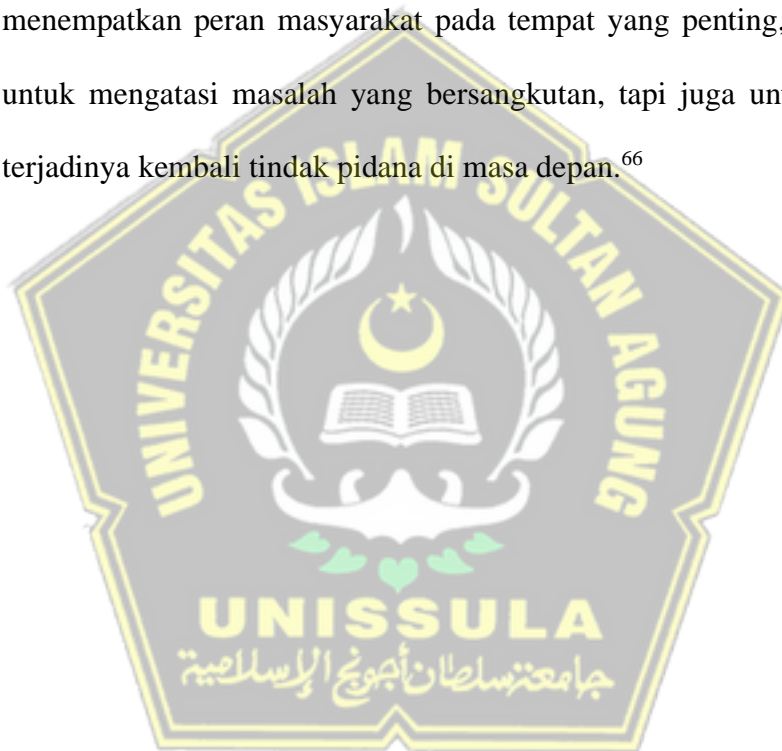 menempatkan peran masyarakat pada tempat yang penting,
untuk mengatasi masalah yang bersangkutan, tapi juga un
terjadinya kembali tindak pidana di masa depan.66
UNIVERSITAS ISLAM SULTAN AGUNG
UNISSULA
جامعة سلطان أجونج الإسلامية